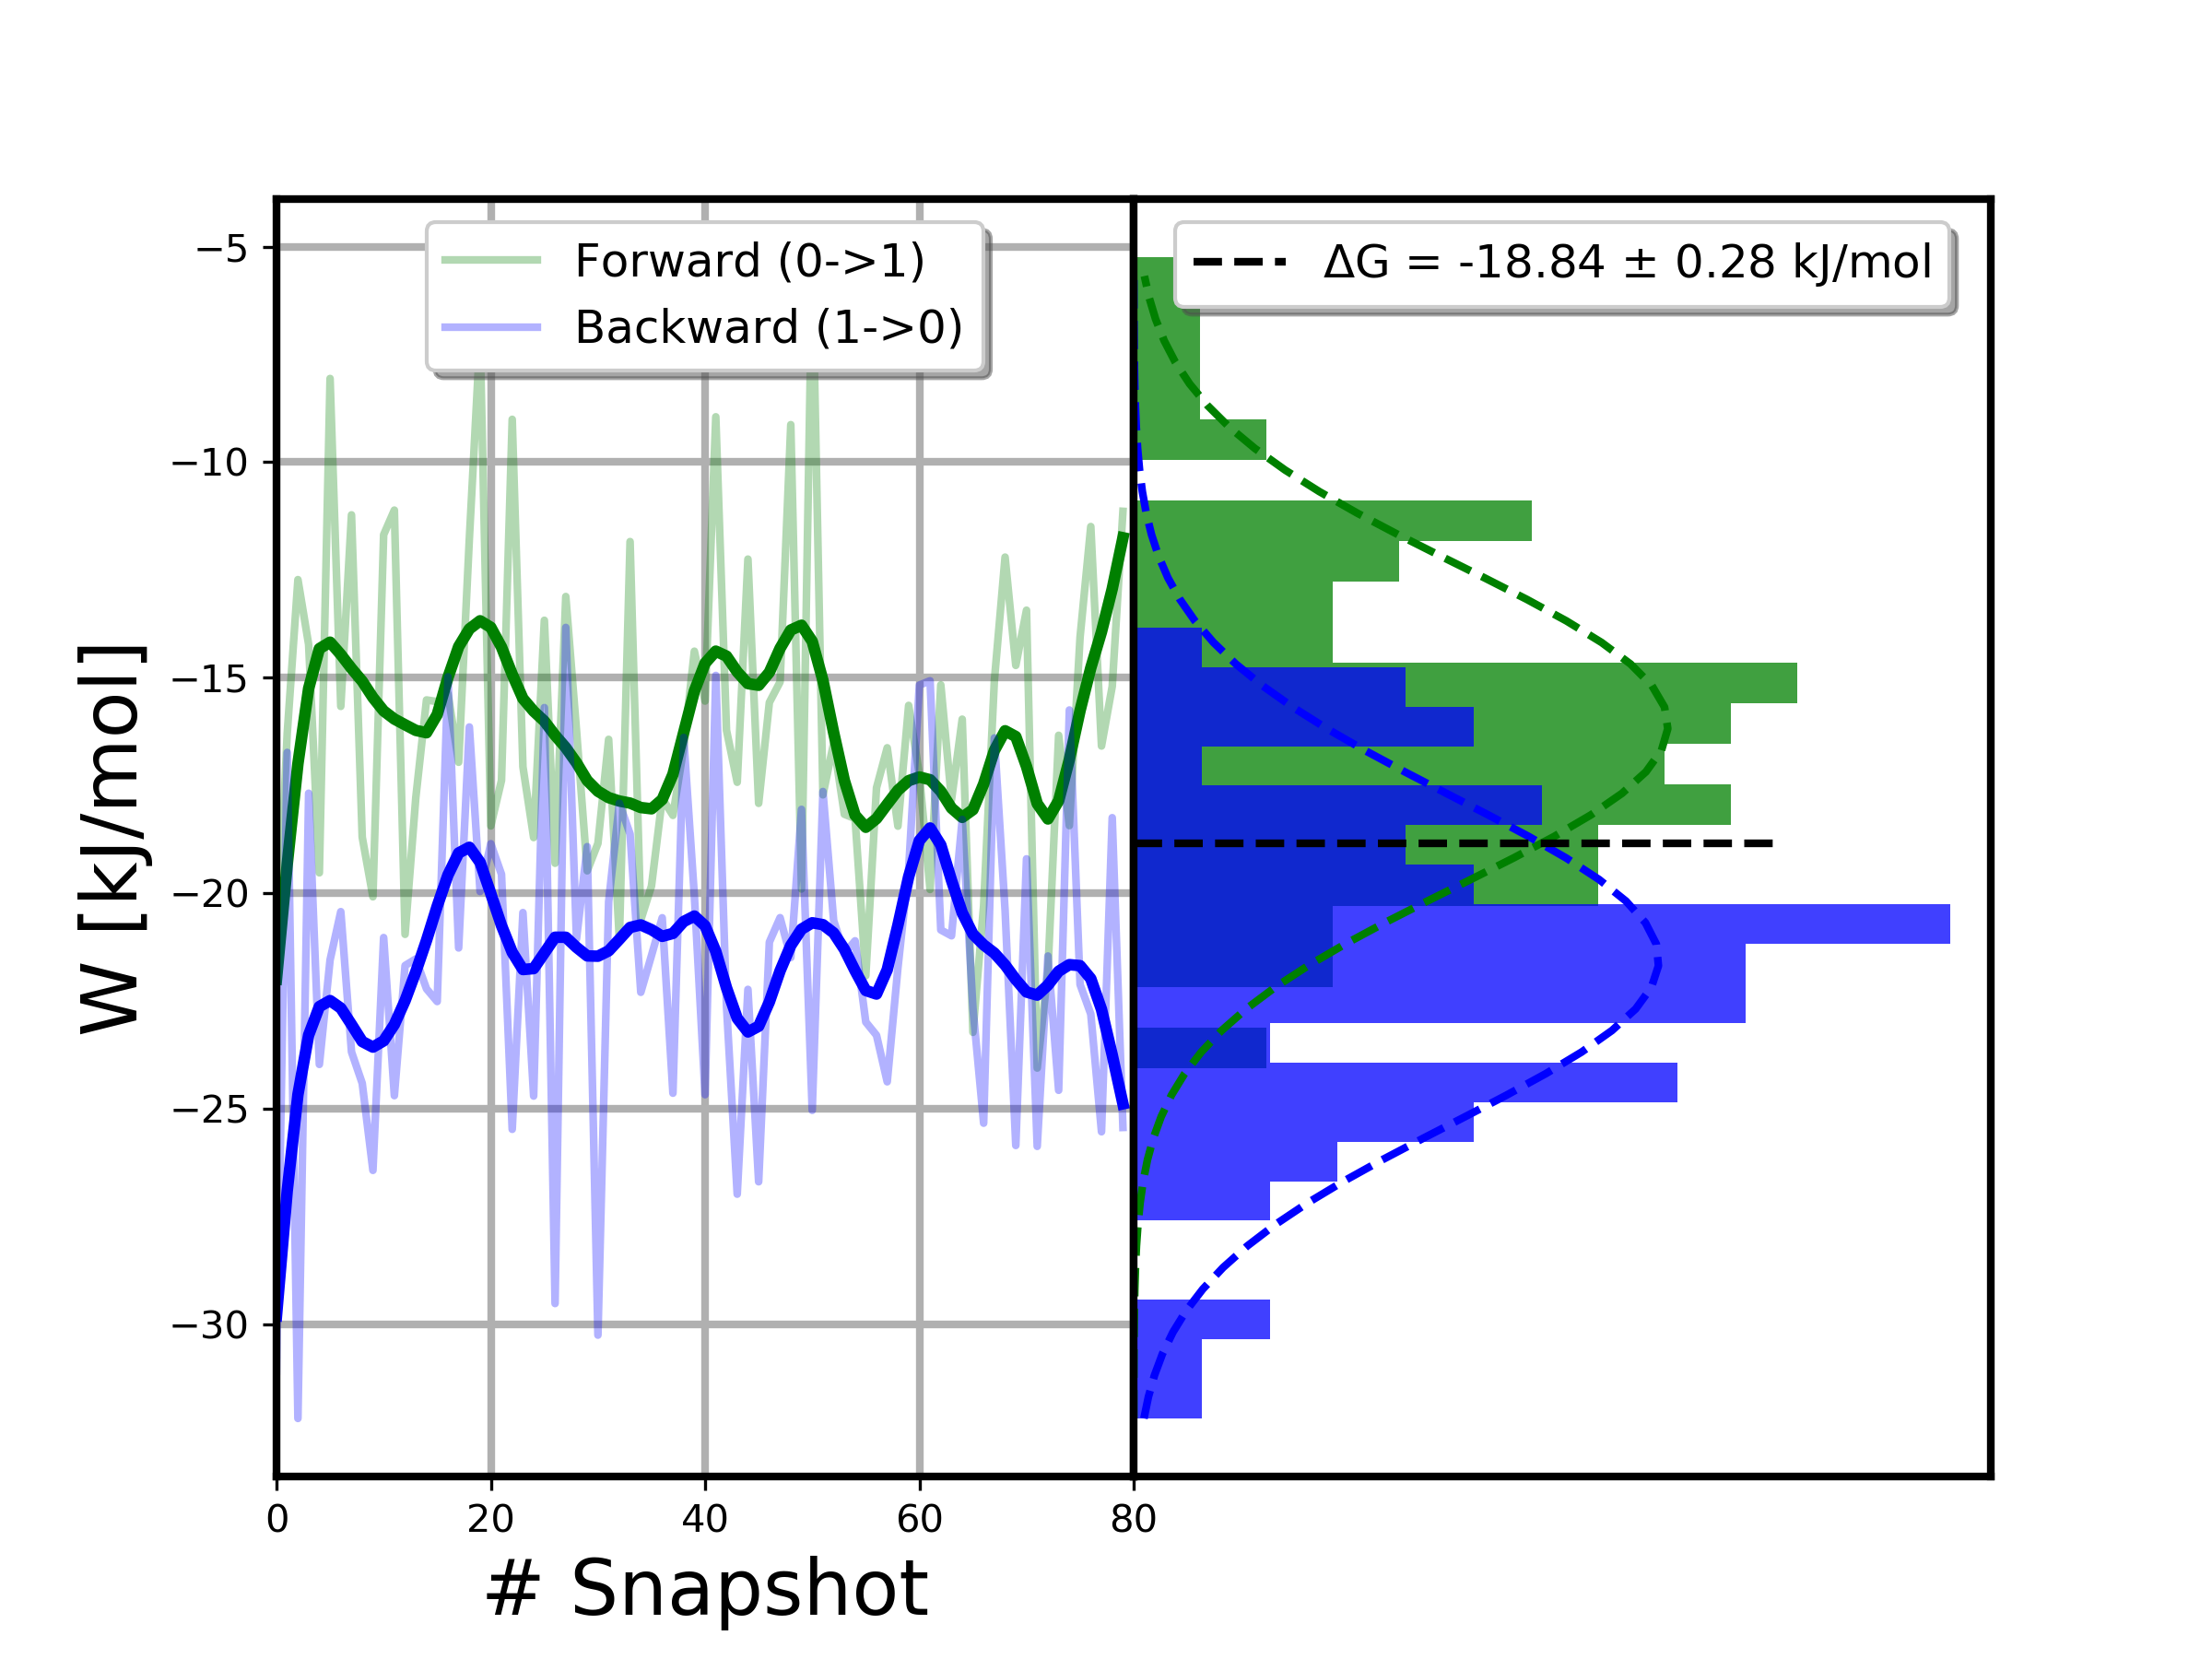 Forward (0->1)
Backward (1->0)
ΔG = -18.84 ± 0.28 kJ/mol
W [kJ/mol]
−5
−10
−15
−20
−25
−30
0 20 40 60 80
# Snapshot